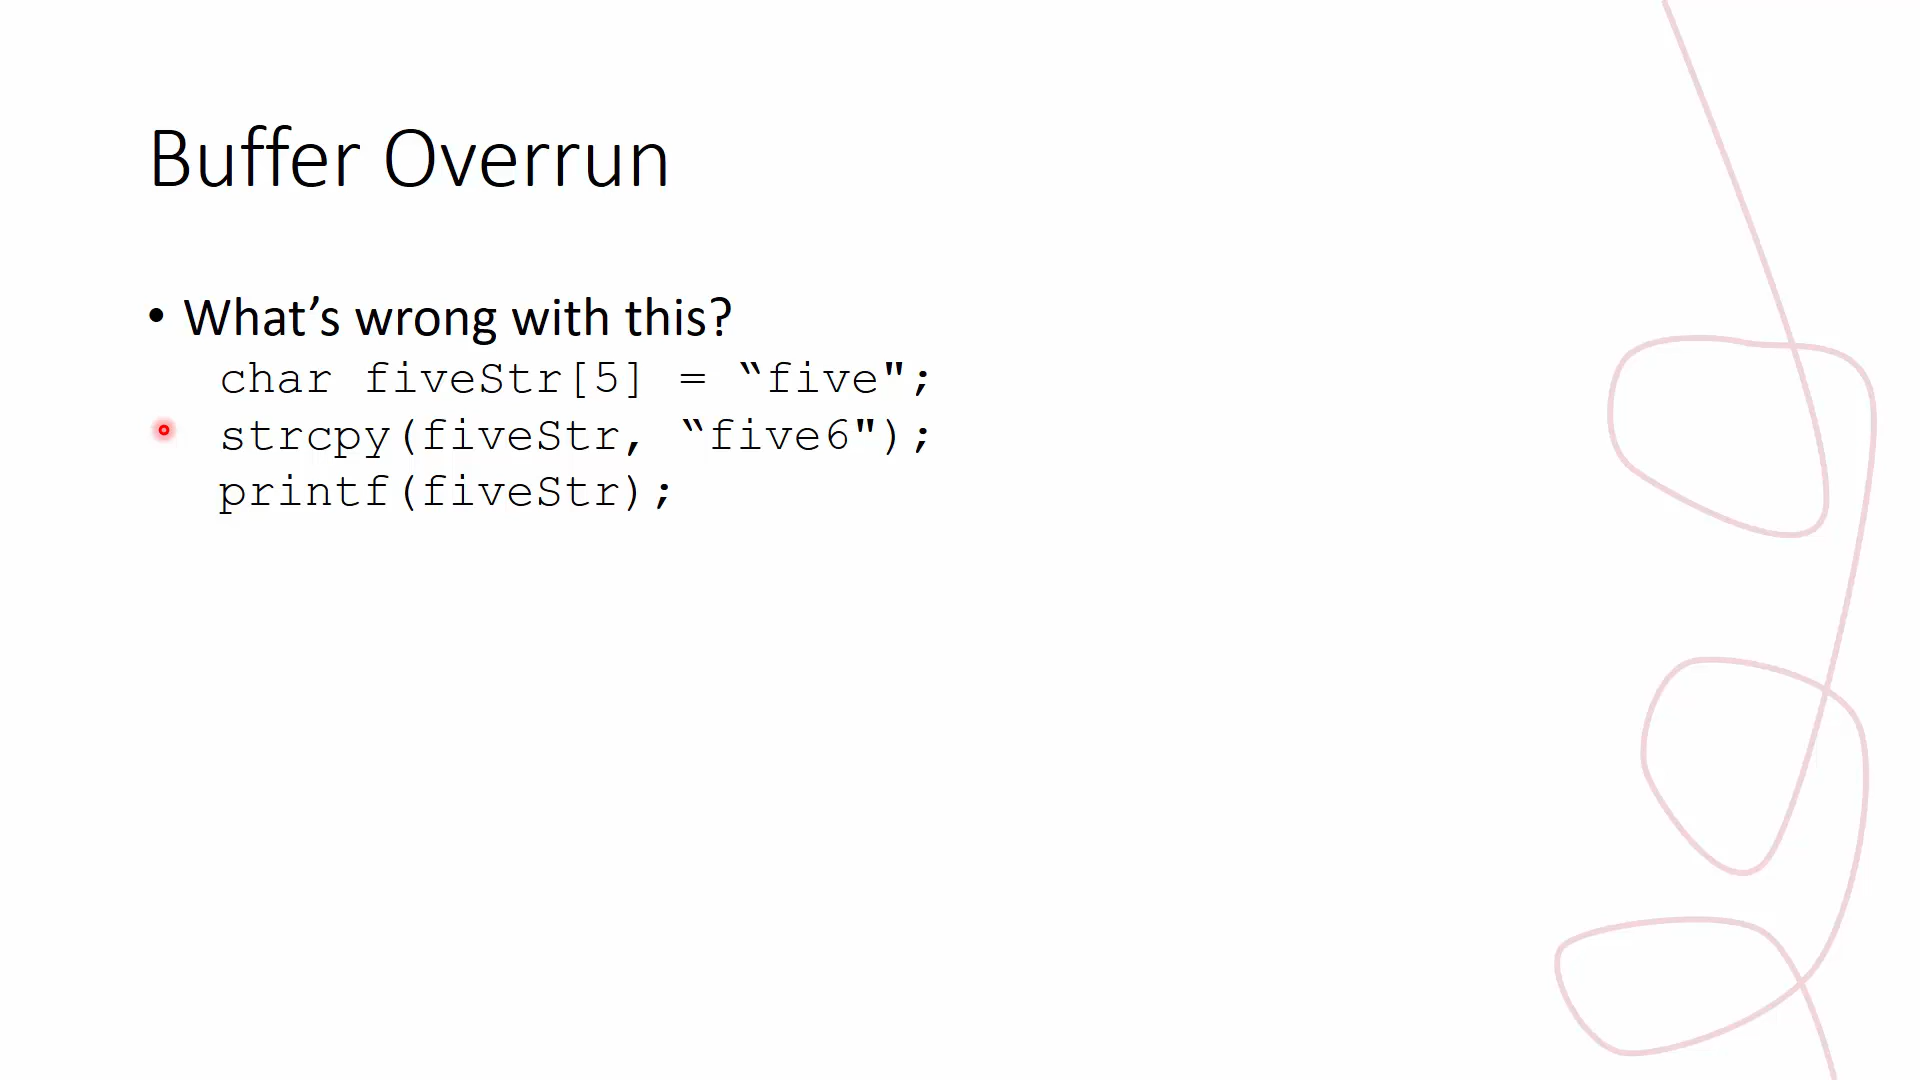 Buffer Overrun
• What’s wrong with this?
char fiveStr[5] = “five";
strcpy(fiveStr, “five6");
printf(fiveStr);